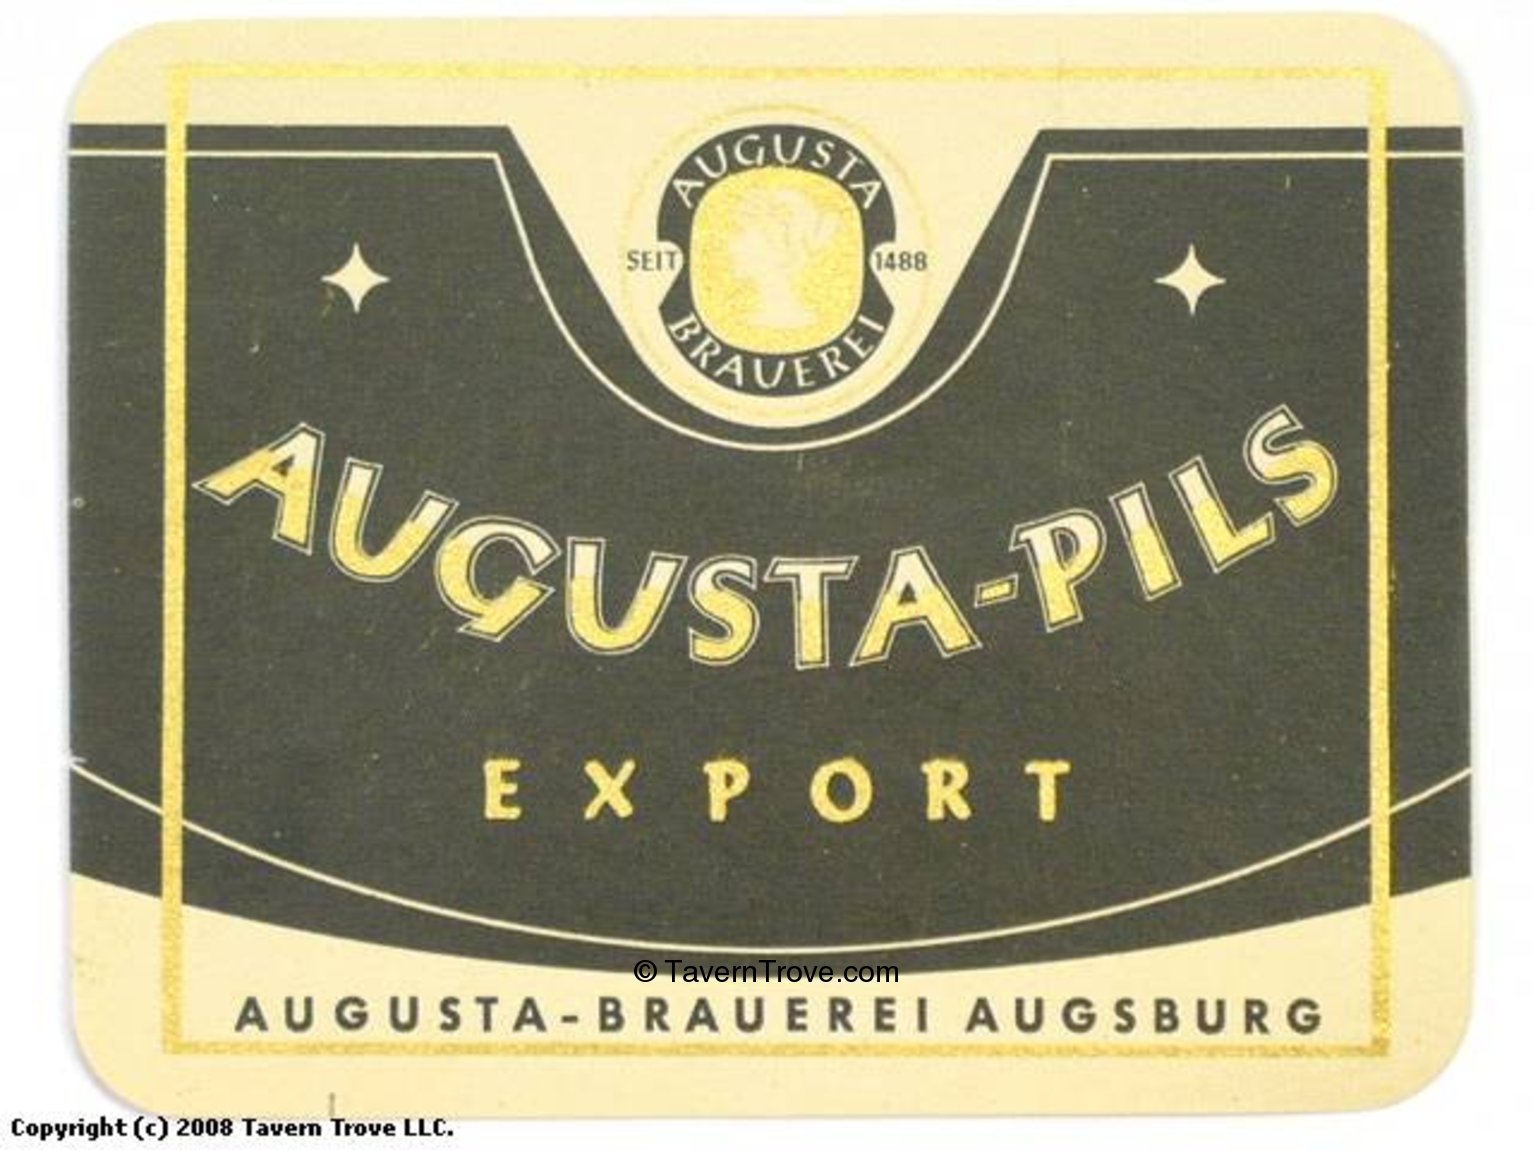 AUGUSTA
SEIT 1488
BRAUEREI
AUGUSTA-PILS
EXPORT
© TavernTrove.com
AUGUSTA-BRAUEREI AUGSBURG
Copyright (c) 2008 Tavern Trove LLC.